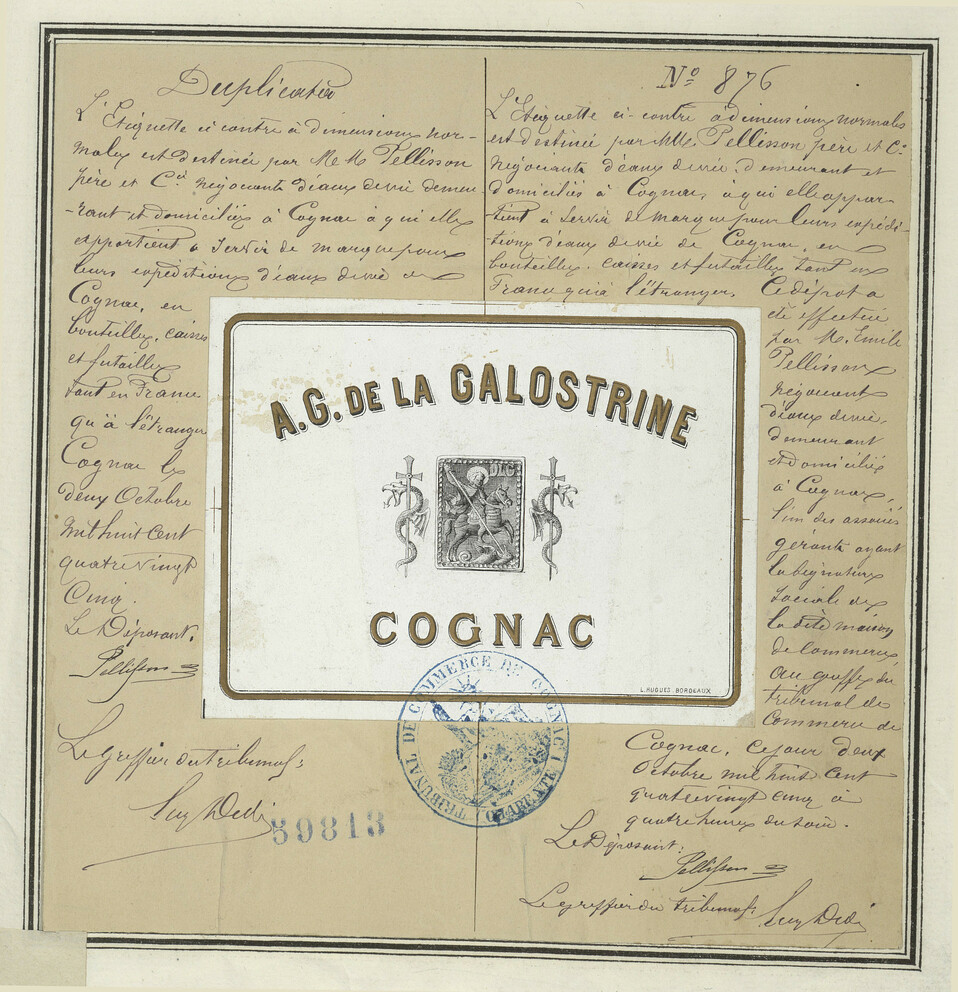 Duplicata
L'Etiquette ci contre à dimensions nor-
males est destinée par M.M. Pellisson
père et Cie Négociants d'eaux de vie demeu
-rant et domiciliés à Cognac à qui elle
appartient à servir de marque pour
leurs expéditions d'eaux de vie de
Cognac, en
bouteilles, caisses
et futailles
tant en France
qu'à l'étranger
Cognac le
deux Octobre
mil huit cent
quatre vingt
Cinq.
Le Déposant,
Pellisson
Le greffier du tribunal:
59813
No 876
L'Etiquette ci-contre à dimensions normales
est destinée par MM. Pellisson père et Cie
Négociants d'eaux de vie, demeurant et
domiciliés à Cognac, à qui elle appar-
tient à servir de marque pour leurs expédi-
tions d'eaux de vie de Cognac, en
bouteilles, caisses et futailles tant en
France qu'à l'étranger. Ce dépôt a
été effectué
par M. Emile
Pellisson
Négociant
d'eaux de vie,
demeurant
et domicilié
à Cognac,
l'un des associés
gérants ayant
la signature
sociale de
la dite maison
de Commerce
au greffe du
tribunal de
Commerce de
Cognac, ce jour deux
Octobre mil huit cent
quatre vingt cinq à
quatre heures du soir.
Le Déposant:
Pellisson
Le greffier du tribunal:
A.G. DE LA GALOSTRINE
COGNAC
L. HUGUES. BORDEAUX
TRIBUNAL DE COMMERCE DE COGNAC (CHARENTE)